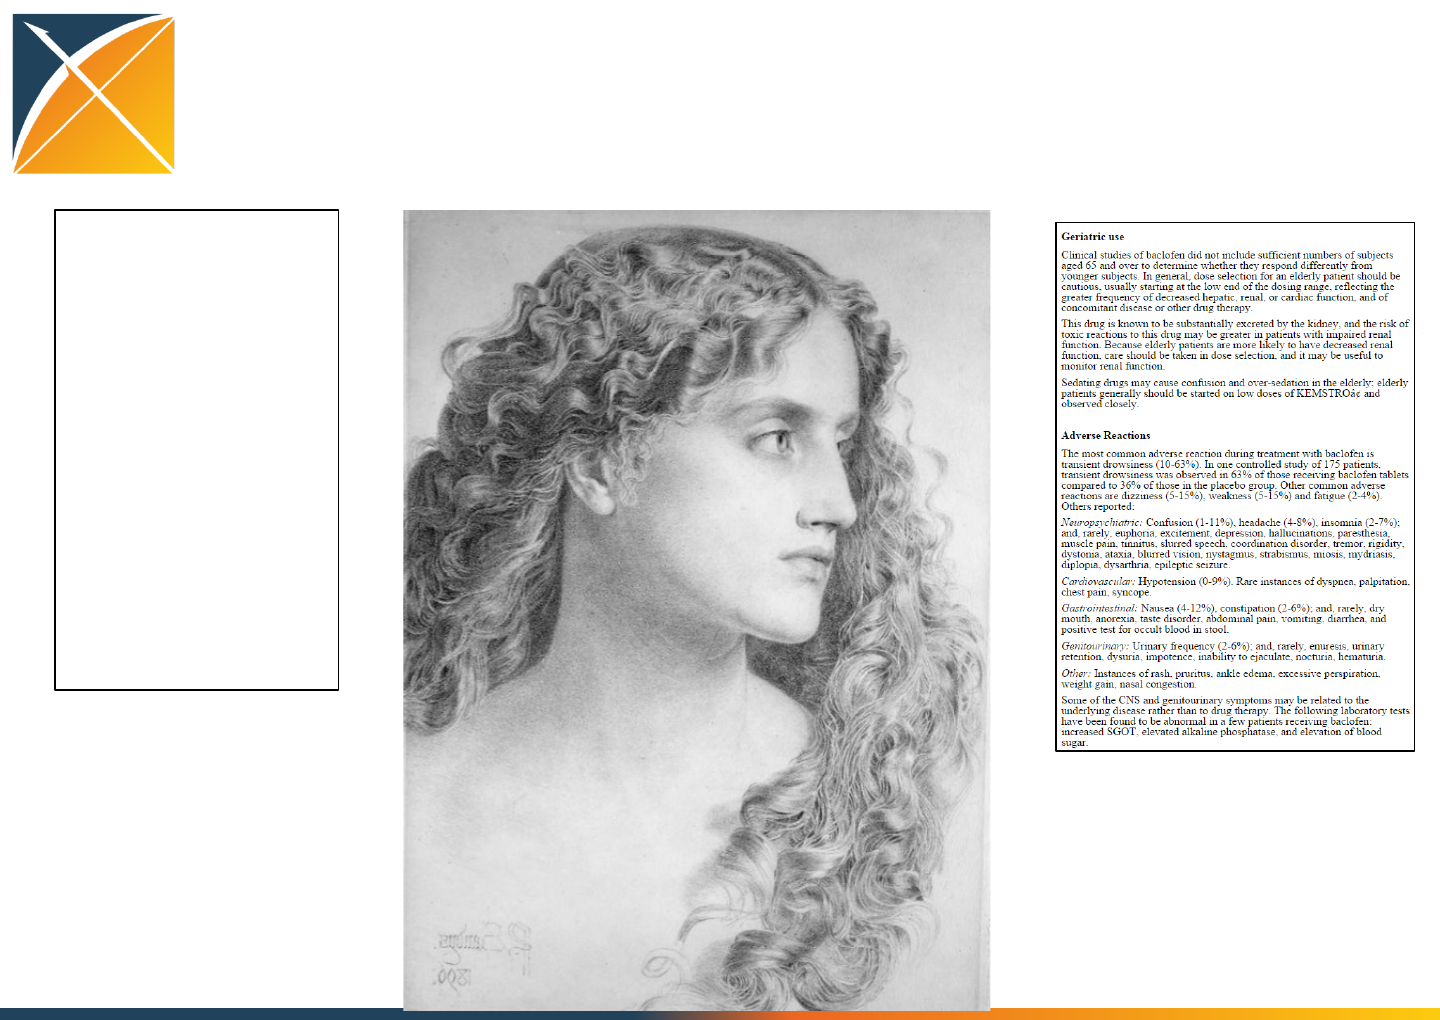 Geriatric use
Clinical studies of baclofen did not include sufficient numbers of subjects
aged 65 and over to determine whether they respond differently from
younger subjects. In general, dose selection for an elderly patient should be
cautious, usually starting at the low end of the dosing range, reflecting the
greater frequency of decreased hepatic, renal, or cardiac function, and of
concomitant disease or other drug therapy.
This drug is known to be substantially excreted by the kidney, and the risk of
toxic reactions to this drug may be greater in patients with impaired renal
function. Because elderly patients are more likely to have decreased renal
function, care should be taken in dose selection, and it may be useful to
monitor renal function.
Sedating drugs may cause confusion and over-sedation in the elderly; elderly
patients generally should be started on low doses of KEMSTROâ¢ and
observed closely.
Adverse Reactions
The most common adverse reaction during treatment with baclofen is
transient drowsiness (10-63%). In one controlled study of 175 patients,
transient drowsiness was observed in 63% of those receiving baclofen tablets
compared to 36% of those in the placebo group. Other common adverse
reactions are dizziness (5-15%), weakness (5-15%) and fatigue (2-4%).
Others reported:
Neuropsychiatric: Confusion (1-11%), headache (4-8%), insomnia (2-7%);
and, rarely, euphoria, excitement, depression, hallucinations, paresthesia,
muscle pain, tinnitus, slurred speech, coordination disorder, tremor, rigidity,
dystonia, ataxia, blurred vision, nystagmus, strabismus, miosis, mydriasis,
diplopia, dysarthria, epileptic seizure.
Cardiovascular: Hypotension (0-9%). Rare instances of dyspnea, palpitation,
chest pain, syncope.
Gastrointestinal: Nausea (4-12%), constipation (2-6%); and, rarely, dry
mouth, anorexia, taste disorder, abdominal pain, vomiting, diarrhea, and
positive test for occult blood in stool.
Genitourinary: Urinary frequency (2-6%); and, rarely, enuresis, urinary
retention, dysuria, impotence, inability to ejaculate, nocturia, hematuria.
Other: Instances of rash, pruritus, ankle edema, excessive perspiration,
weight gain, nasal congestion.
Some of the CNS and genitourinary symptoms may be related to the
underlying disease rather than to drug therapy. The following laboratory tests
have been found to be abnormal in a few patients receiving baclofen:
increased SGOT, elevated alkaline phosphatase, and elevation of blood
sugar.